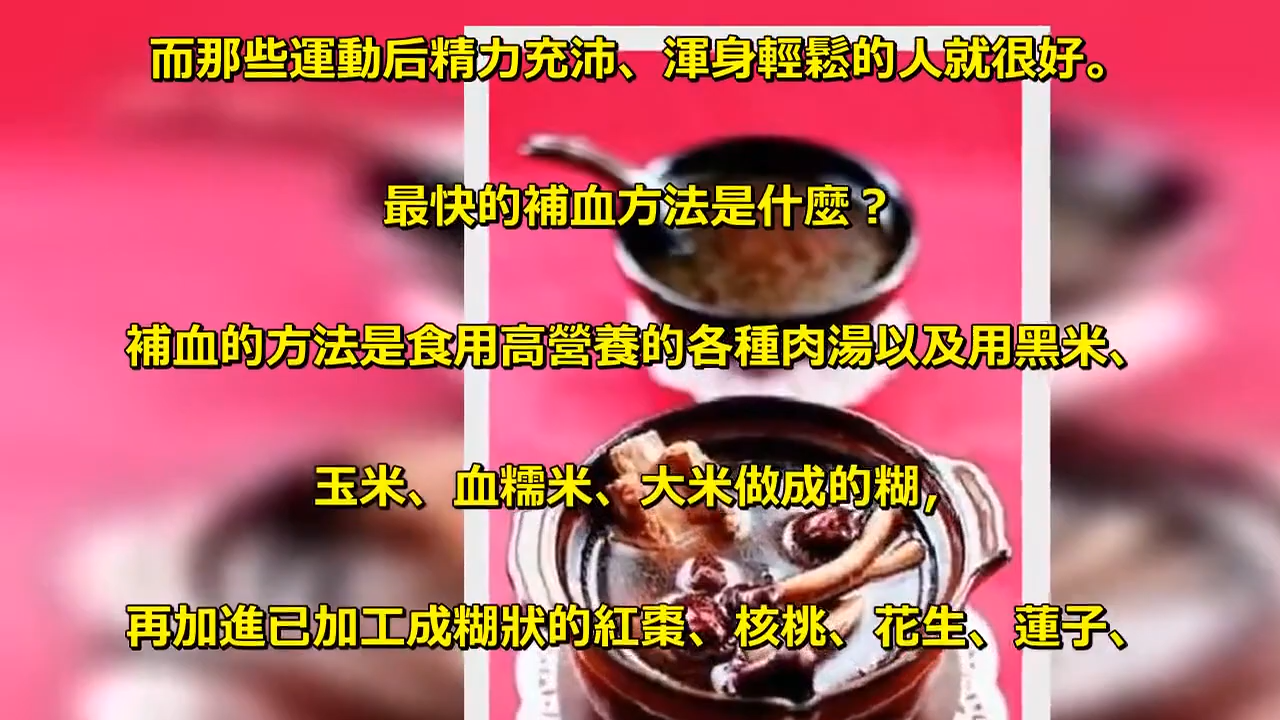 而那些運動后精力充沛、渾身輕鬆的人就很好。
最快的補血方法是什麼？
補血的方法是食用高營養的各種肉湯以及用黑米、
玉米、血糯米、大米做成的糊，
再加進已加工成糊狀的紅棗、核桃、花生、蓮子、